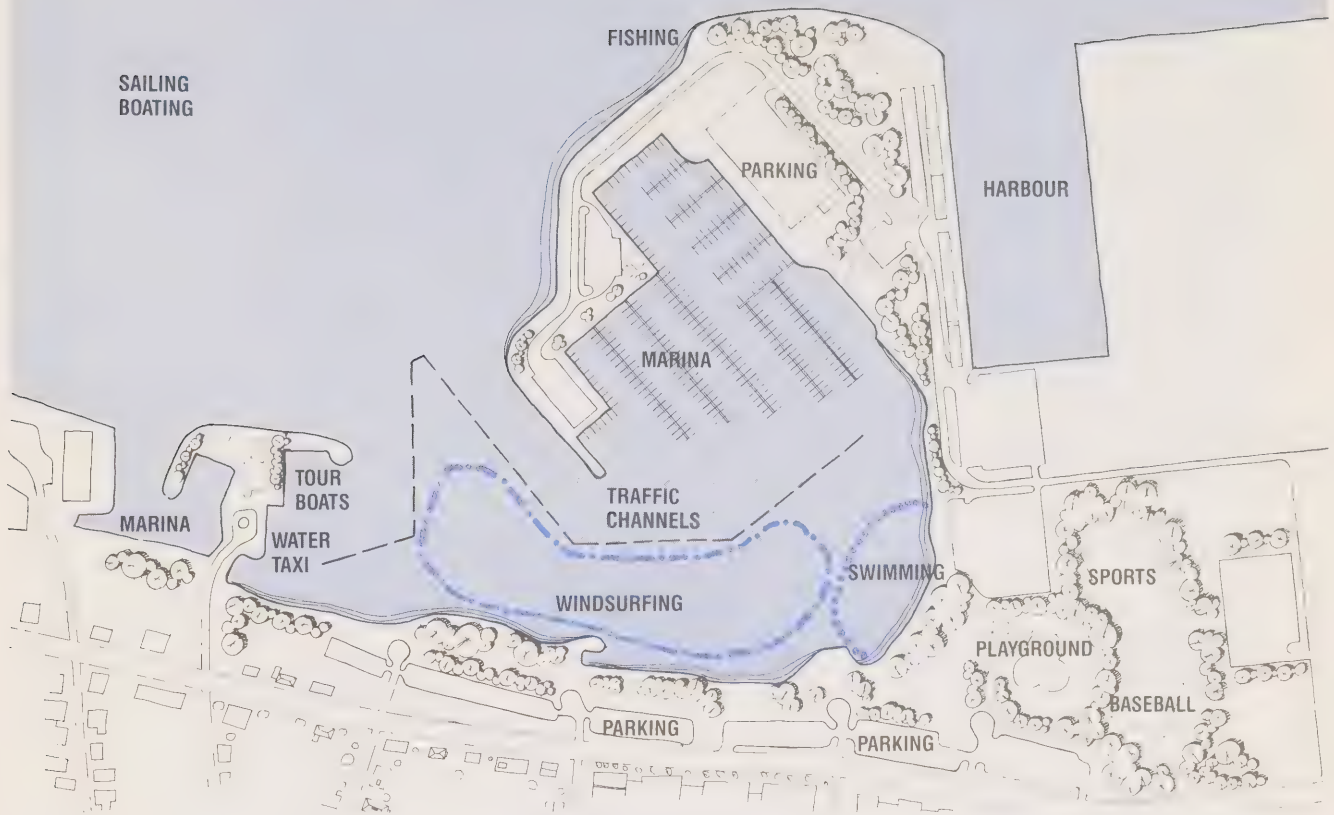 FISHING
SAILING
BOATING
PARKING
HARBOUR
MARINA
TOUR
BOATS
TRAFFIC
CHANNELS
MARINA
WATER
TAXI
SWIMMING
SPORTS
WINDSURFING
PLAYGROUND
BASEBALL
PARKING
PARKING